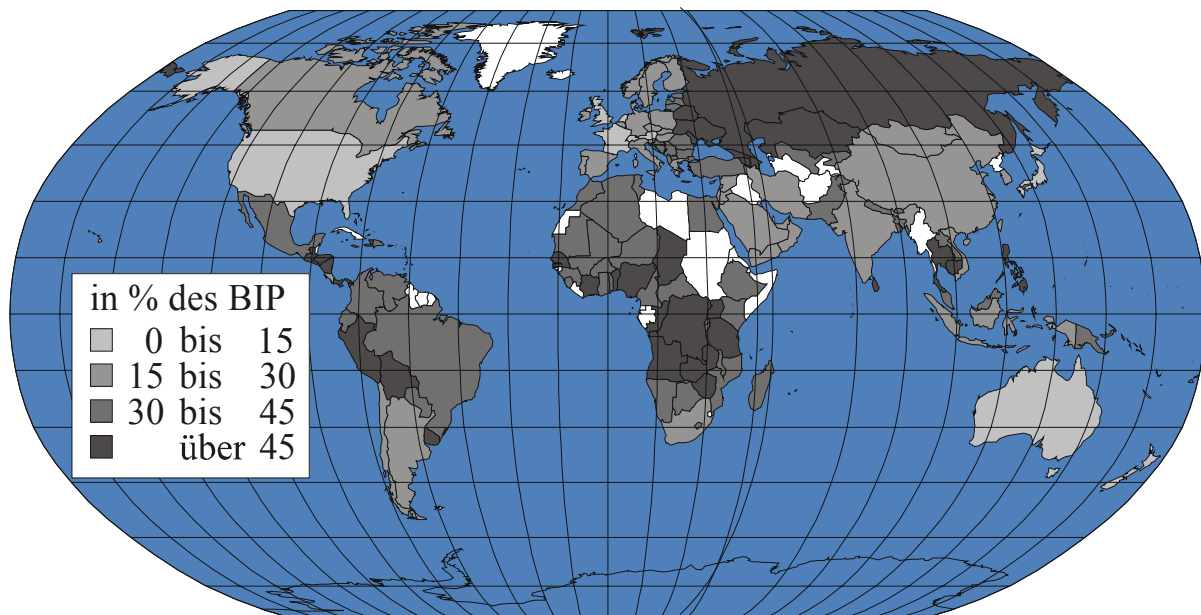 in % des BIP
0 bis 15
15 bis 30
30 bis 45
über 45